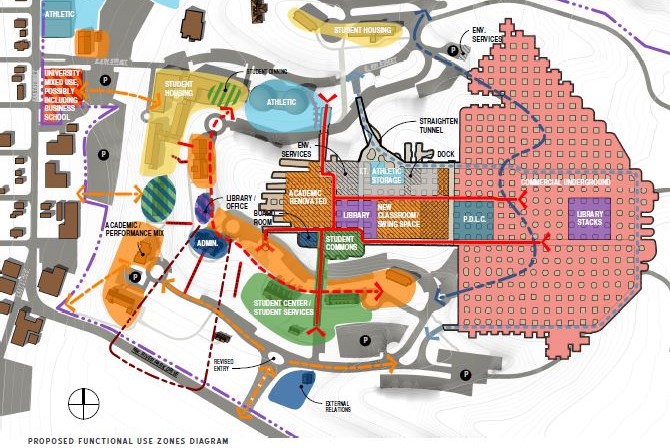 ATHLETIC
STUDENT HOUSING
ENV.
SERVICES
P
P
UNIVERSITY
MIXED USE,
POSSIBLY
INCLUDING
BUSINESS
SCHOOL
STUDENT
HOUSING
STUDENT DINING
ATHLETIC
STRAIGHTEN
TUNNEL
P
ENV.
SERVICES
DOCK
I.T.
ATHLETIC
STORAGE
COMMERCIAL UNDERGROUND
ACADEMIC
RENOVATED
LIBRARY /
OFFICE
LIBRARY
NEW
CLASSROOM /
SWING SPACE
P.D.L.C.
LIBRARY
STACKS
BOARD
ROOM
ACADEMIC /
PERFORMANCE MIX
ADMIN.
STUDENT
COMMONS
P
STUDENT CENTER /
STUDENT SERVICES
P
REVISED
ENTRY
P
EXTERNAL
RELATIONS
PROPOSED FUNCTIONAL USE ZONES DIAGRAM